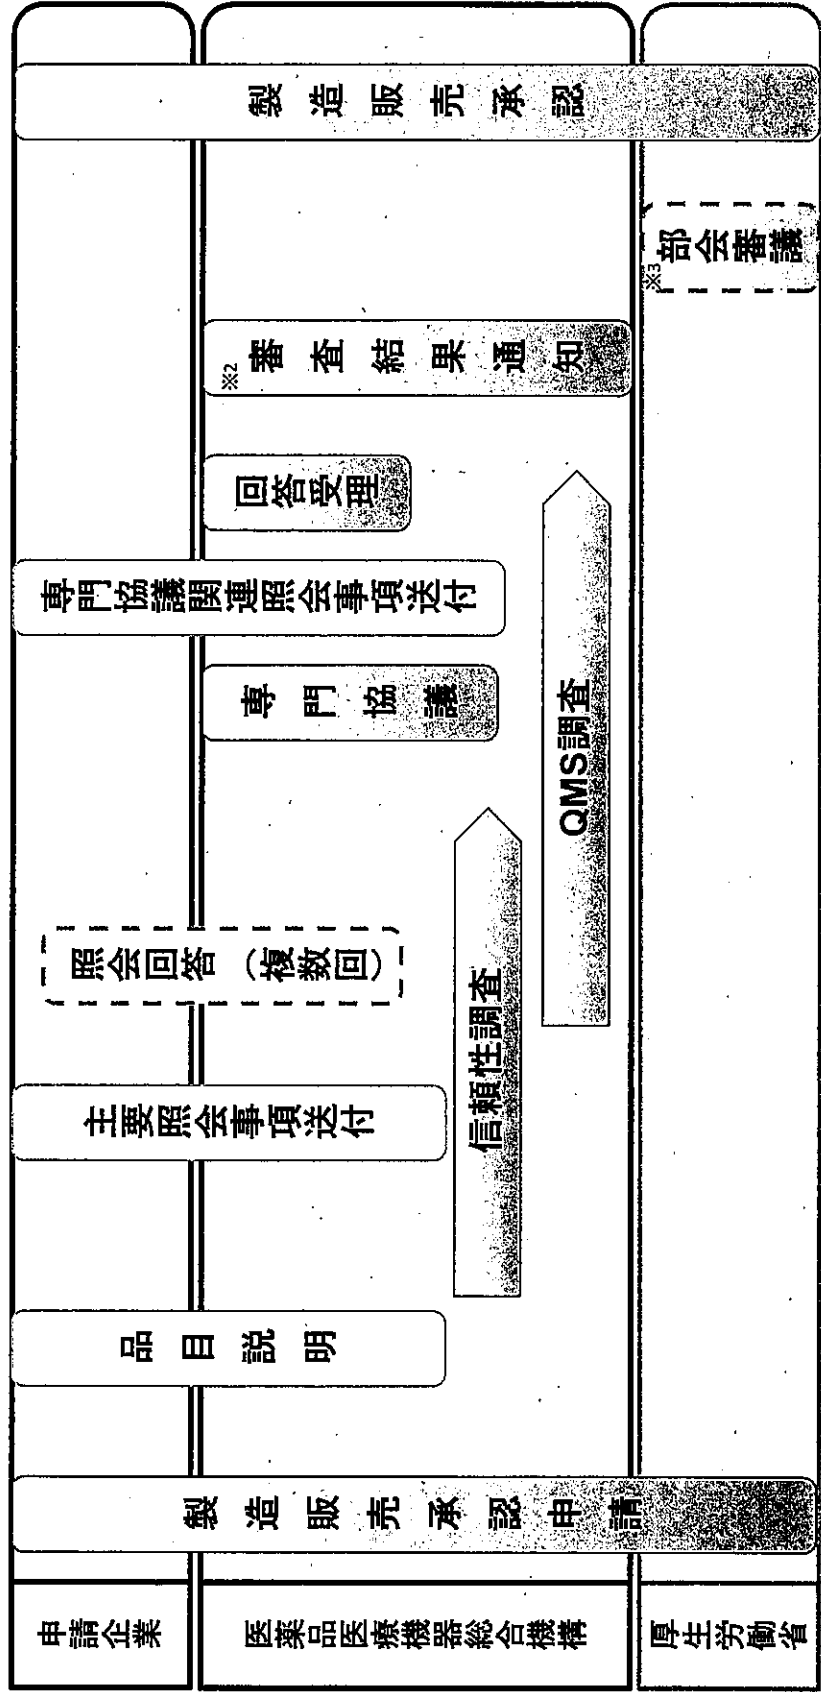 申請企業
医薬品医療機器総合機構
厚生労働省
製造販売承認申請
品目説明
主要照会事項送付
照会回答（複数回）
信頼性調査
QMS調査
専門協議
専門協議関連照会事項送付
回答受理
※2
審査結果通知
※3
部会審議
製造販売承認